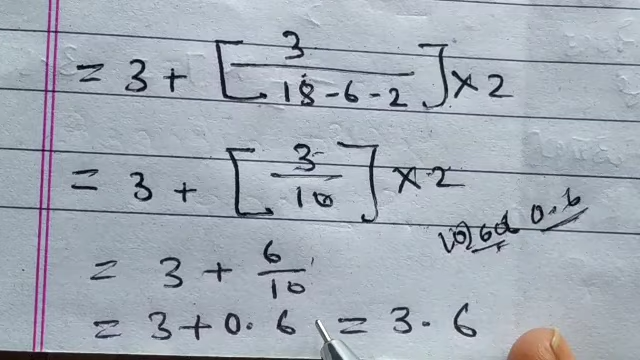 = 3 + [3/18-6-2] × 2
= 3 + [3/10] × 2
= 3 + 6/10
10)60(0.6
= 3 + 0.6 = 3.6